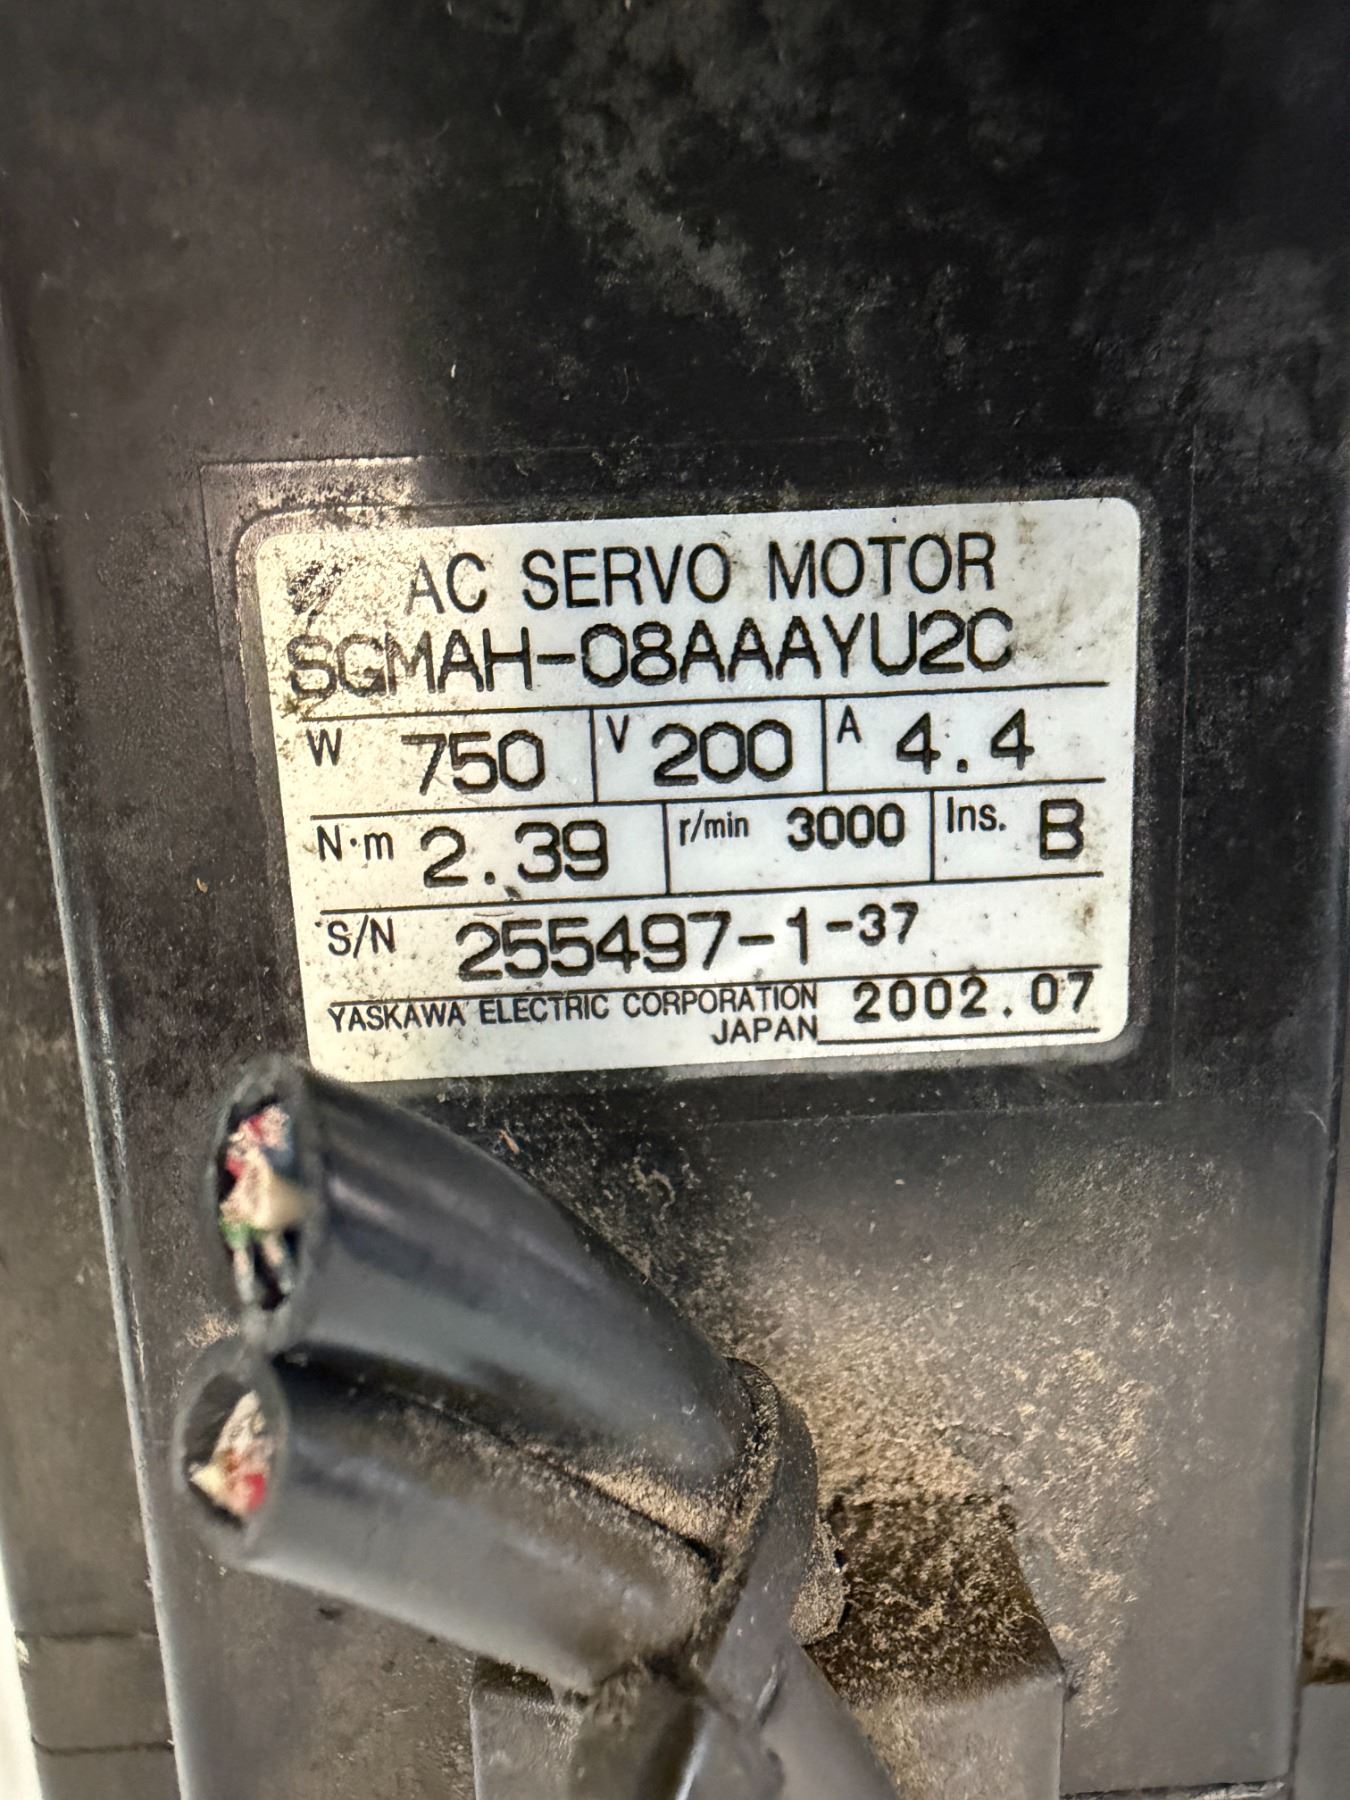 AC SERVO MOTOR
SGMAH-08AAAYU2C
W 750 V 200 A 4.4
N·m 2.39 r/min 3000 Ins. B
S/N 255497-1-37
YASKAWA ELECTRIC CORPORATION 2002.07
JAPAN